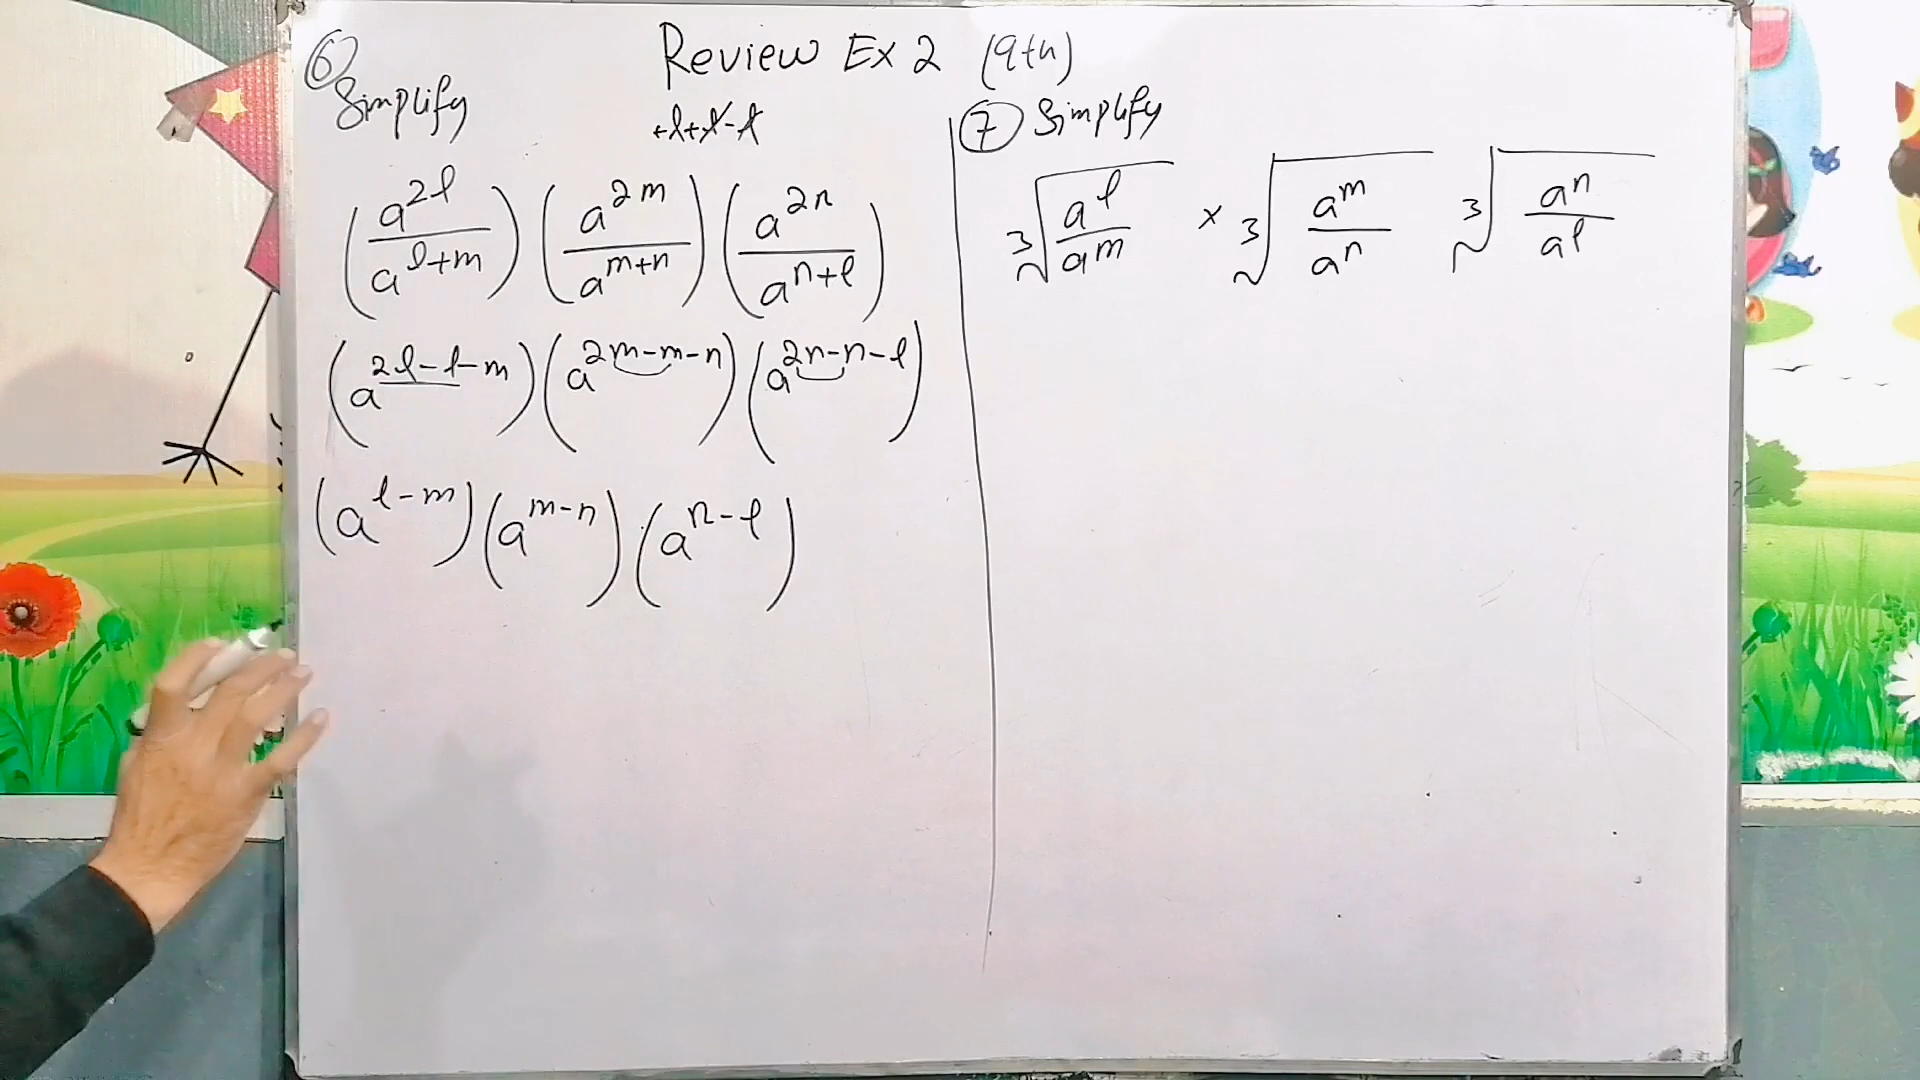 Review Ex 2 (9th)
⑥
Simplify
+l+l-l
(a^{2l}/a^{l+m}) (a^{2m}/a^{m+n}) (a^{2n}/a^{n+l})
(a^{2l-l-m}) (a^{2m-m-n}) (a^{2n-n-l})
(a^{l-m}) (a^{m-n}) (a^{n-l})
⑦ Simplify
∛(a^l/a^m) × ∛(a^m/a^n) ∛(a^n/a^l)